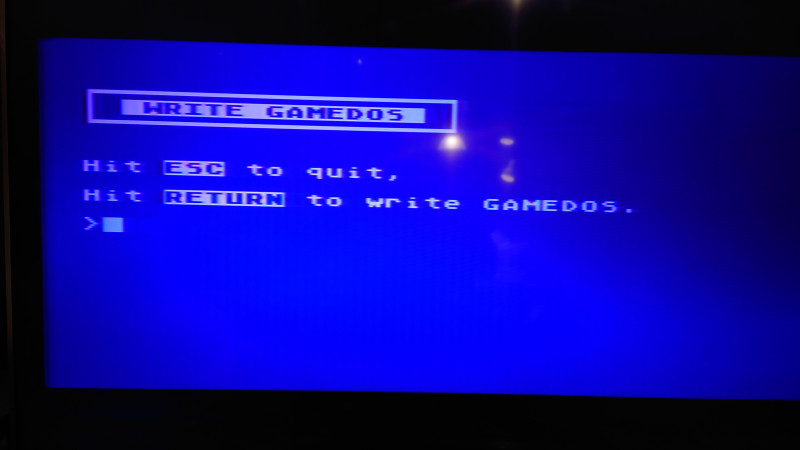 WRITE GAMEDOS
Hit ESC to quit,
Hit RETURN to write GAMEDOS.
>